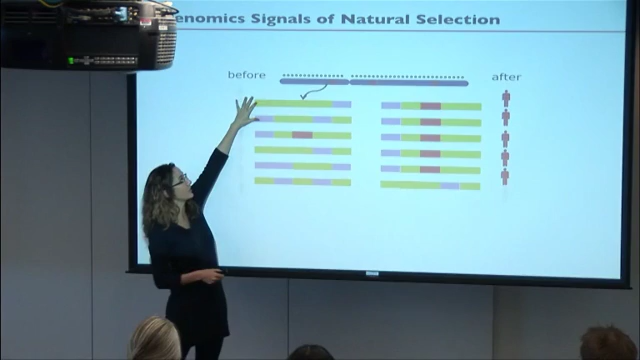 enomics Signals of Natural Selection
before
after